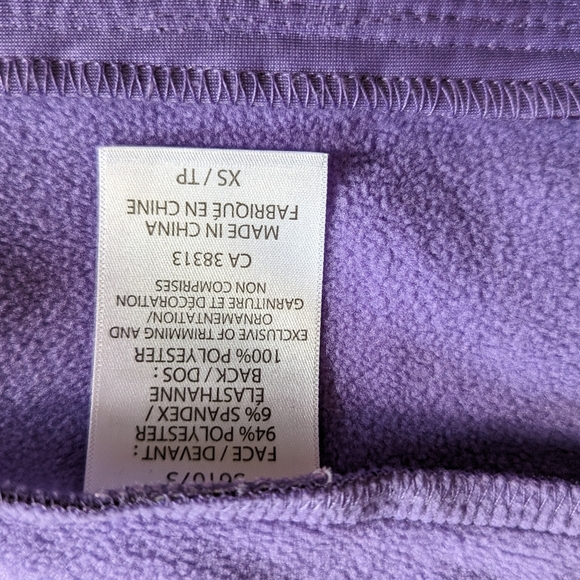 FACE / DEVANT :
94% POLYESTER
6% SPANDEX /
ÉLASTHANNE
BACK / DOS :
100% POLYESTER
EXCLUSIVE OF TRIMMING AND
ORNAMENTATION/
GARNITURE ET DÉCORATION
NON COMPRISES
CA 38313
MADE IN CHINA
FABRIQUÉ EN CHINE
XS / TP